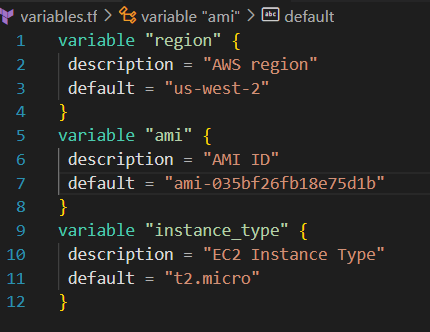 variables.tf > variable "ami" > abc default
1 variable "region" {
2 description = "AWS region"
3 default = "us-west-2"
4 }
5 variable "ami" {
6 description = "AMI ID"
7 default = "ami-035bf26fb18e75d1b"
8 }
9 variable "instance_type" {
10 description = "EC2 Instance Type"
11 default = "t2.micro"
12 }